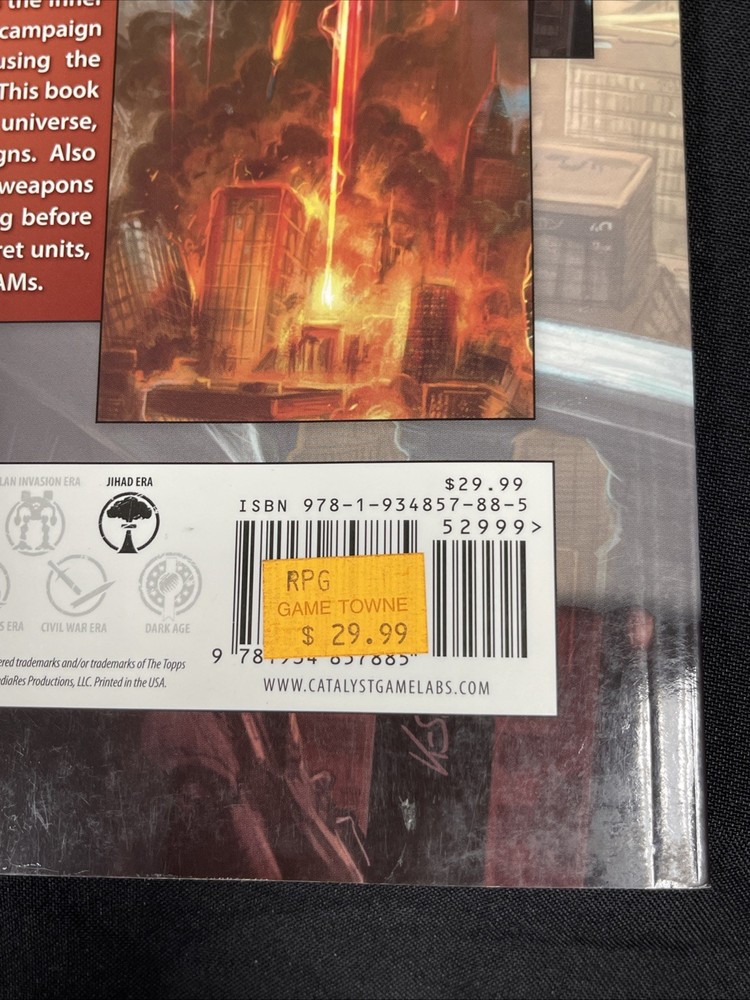 the Inner
campaign
using the
This book
universe,
gns. Also
weapons
g before
ret units,
AMs.
LAN INVASION ERA
JIHAD ERA
S ERA
CIVIL WAR ERA
DARK AGE
ered trademarks and/or trademarks of The Topps
ediaRes Productions, LLC. Printed in the USA.
$29.99
ISBN 978-1-934857-88-5
52999>
RPG
GAME TOWNE
$ 29.99
9 781934 857885
WWW.CATALYSTGAMELABS.COM